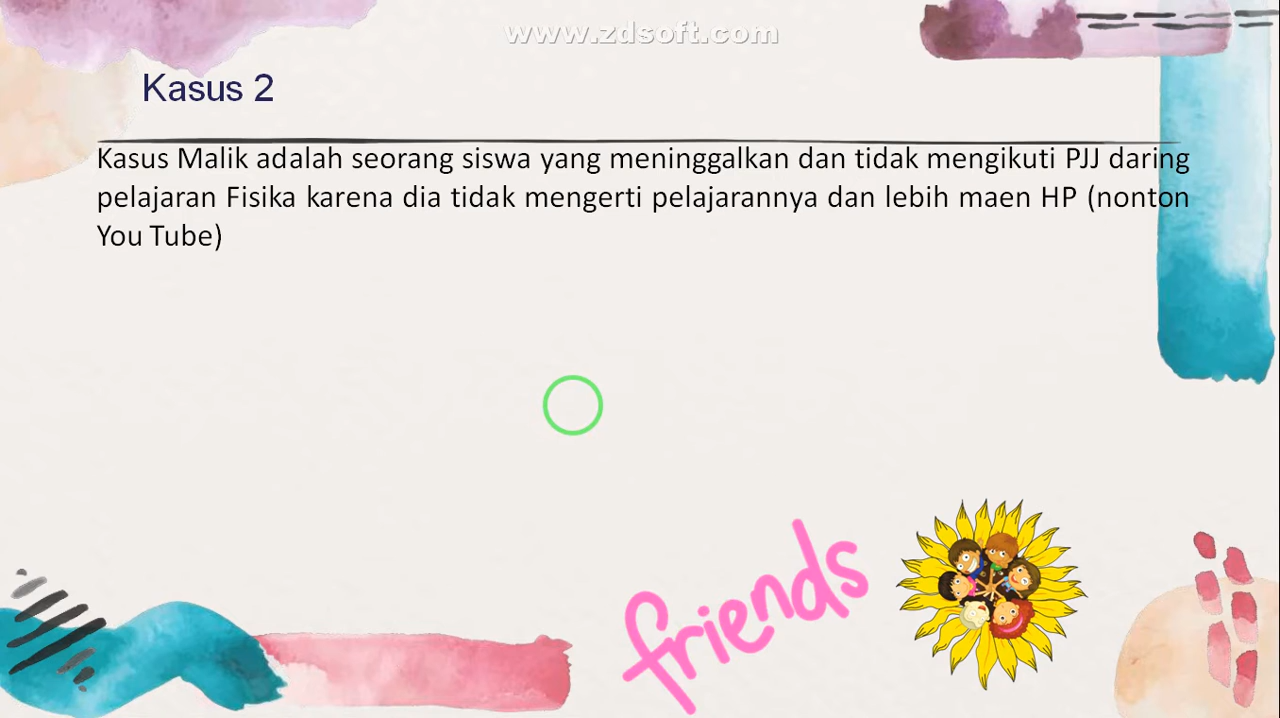 www.zdsoft.com
Kasus 2
Kasus Malik adalah seorang siswa yang meninggalkan dan tidak mengikuti PJJ daring
pelajaran Fisika karena dia tidak mengerti pelajarannya dan lebih maen HP (nonton
You Tube)
friends